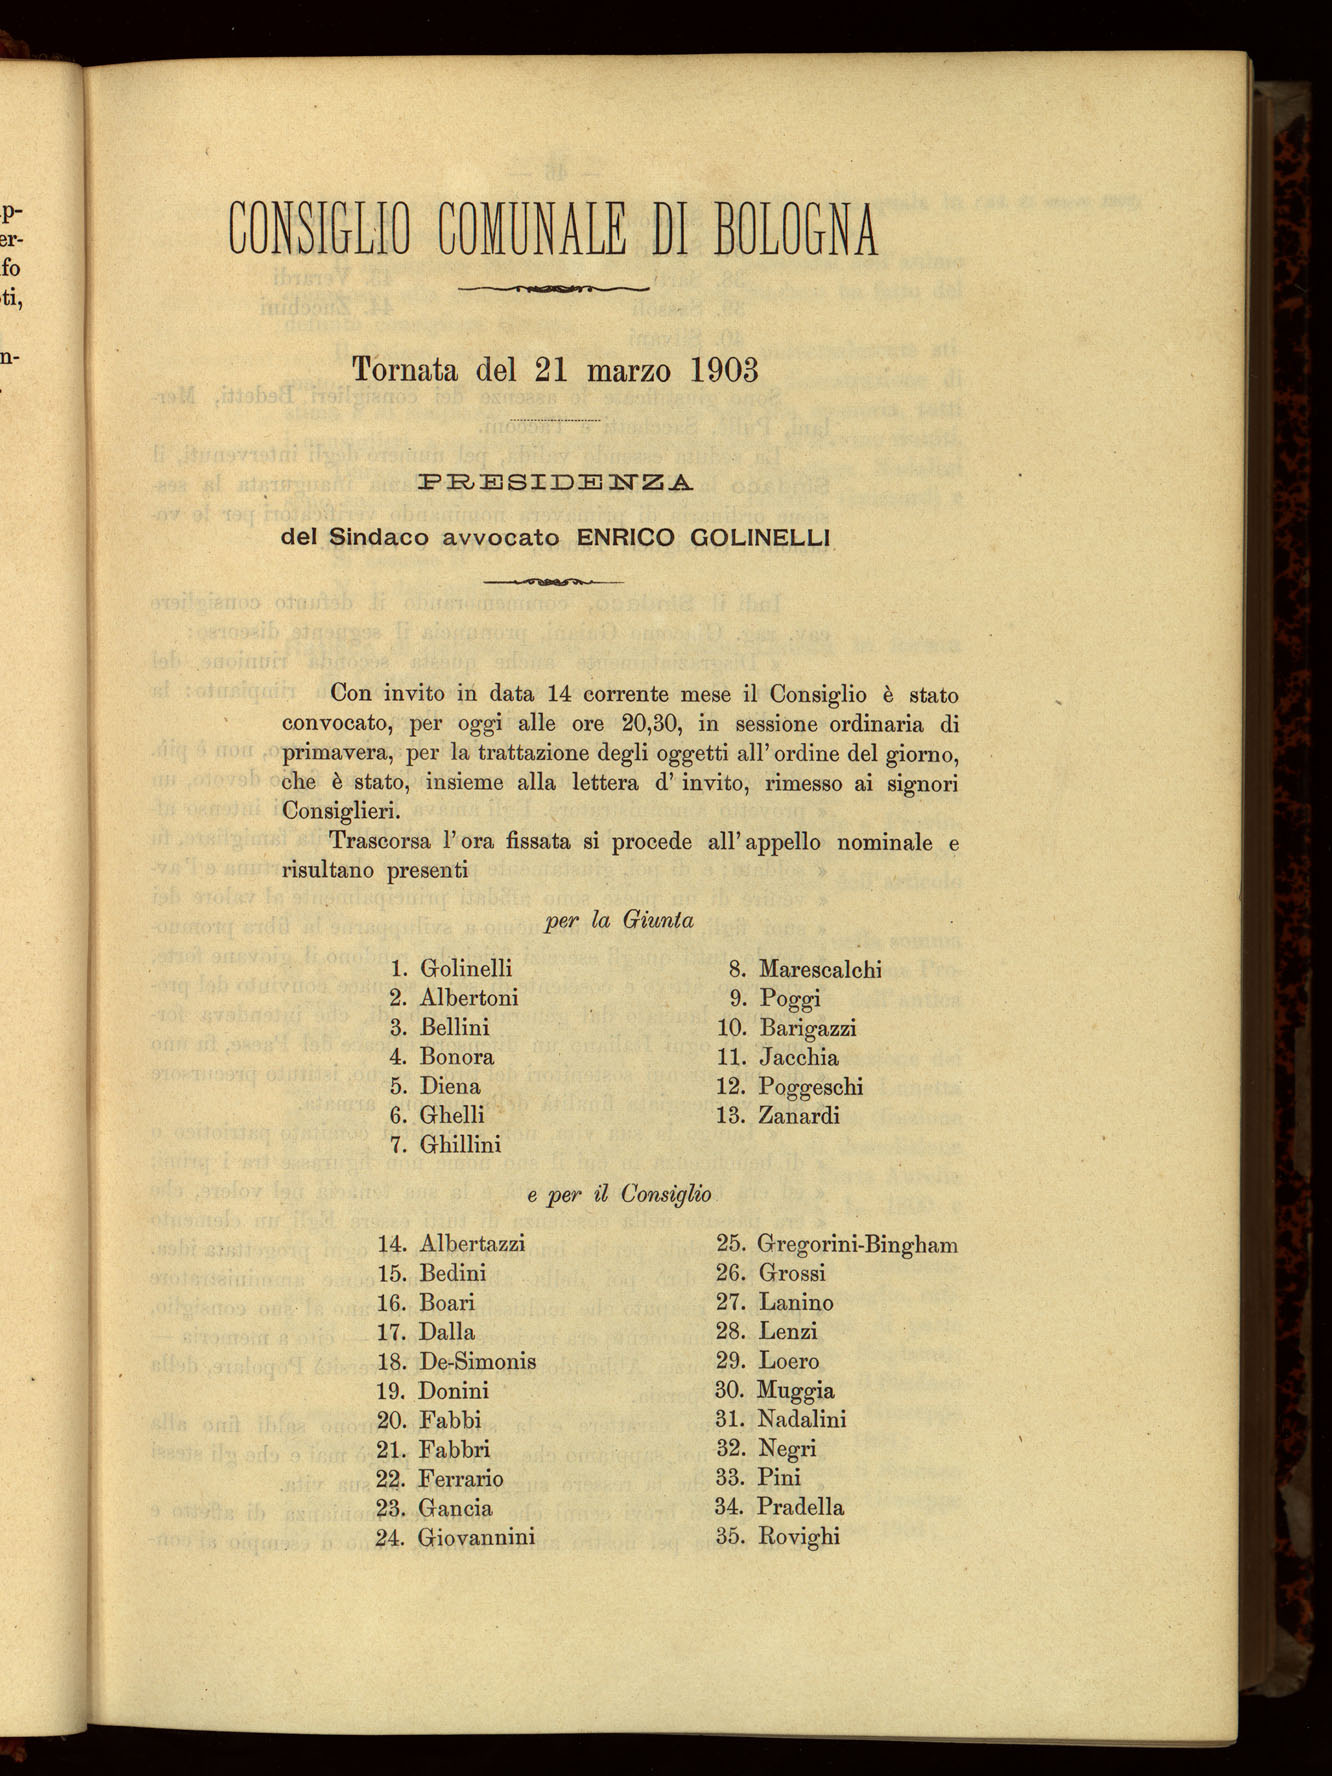 p-
er-
fo
ti,
n-
CONSIGLIO COMUNALE DI BOLOGNA
Tornata del 21 marzo 1903
PRESIDENZA
del Sindaco avvocato ENRICO GOLINELLI
Con invito in data 14 corrente mese il Consiglio è stato
convocato, per oggi alle ore 20,30, in sessione ordinaria di
primavera, per la trattazione degli oggetti all' ordine del giorno,
che è stato, insieme alla lettera d' invito, rimesso ai signori
Consiglieri.
Trascorsa l' ora fissata si procede all' appello nominale e
risultano presenti
per la Giunta
1. Golinelli
2. Albertoni
3. Bellini
4. Bonora
5. Diena
6. Ghelli
7. Ghillini
8. Marescalchi
9. Poggi
10. Barigazzi
11. Jacchia
12. Poggeschi
13. Zanardi
e per il Consiglio
14. Albertazzi
15. Bedini
16. Boari
17. Dalla
18. De-Simonis
19. Donini
20. Fabbi
21. Fabbri
22. Ferrario
23. Gancia
24. Giovannini
25. Gregorini-Bingham
26. Grossi
27. Lanino
28. Lenzi
29. Loero
30. Muggia
31. Nadalini
32. Negri
33. Pini
34. Pradella
35. Rovighi